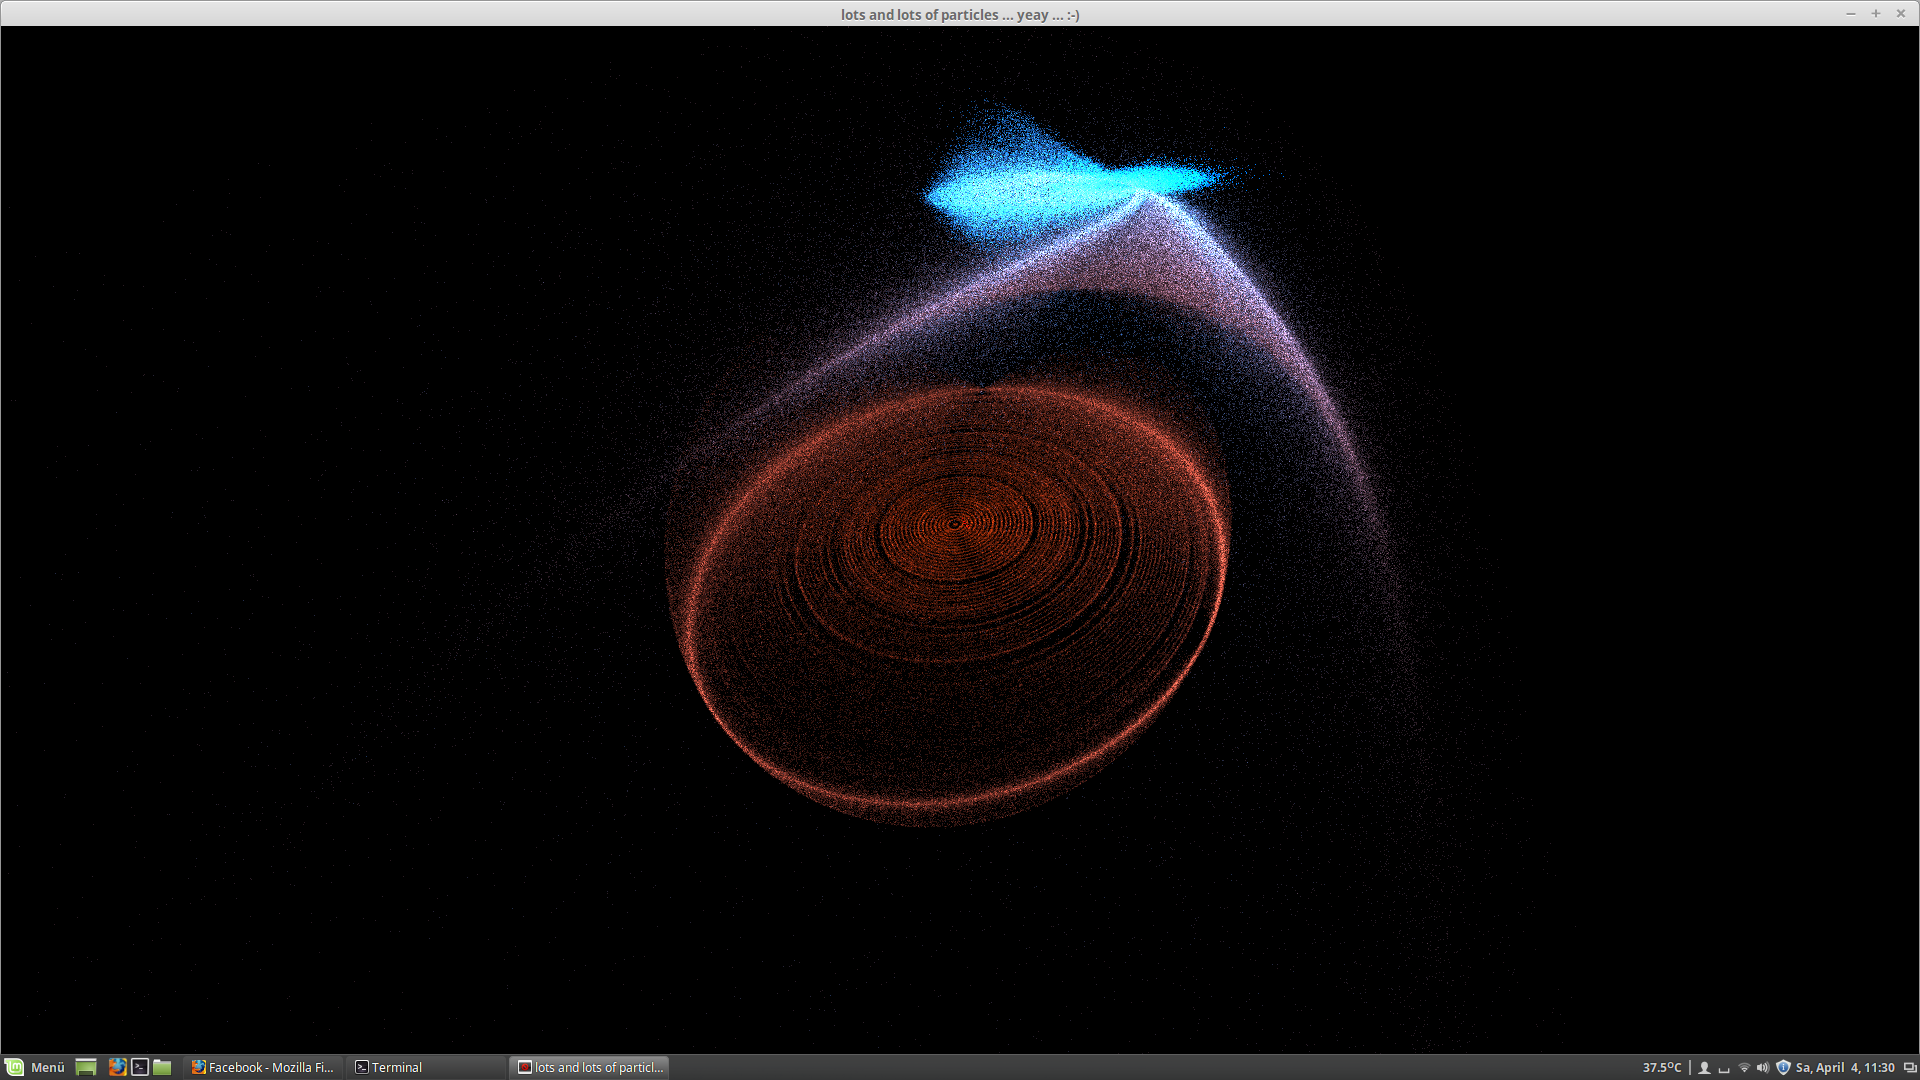 lots and lots of particles ... yeay ... :-)
Menü
Facebook - Mozilla Fi...
Terminal
lots and lots of particl...
37.5°C
Sa, April 4, 11:30